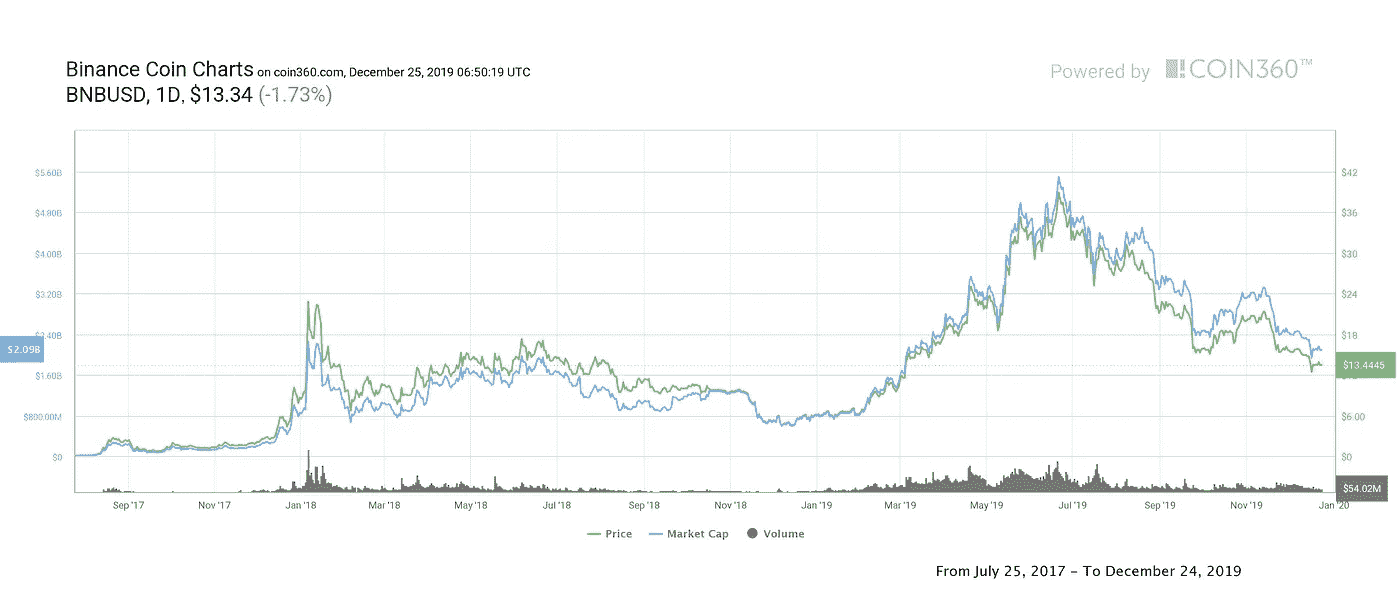 Binance Coin Charts on coin360.com, December 25, 2019 06:50:19 UTC
Powered by COIN360™
BNBUSD, 1D, $13.34 (-1.73%)
$5.60B
$42
$4.80B
$36
$4.00B
$30
$3.20B
$24
$2.40B
$18
$2.09B
$13.4445
$1.60B
$800.00M
$6.00
$0
$0
$54.02M
Sep'17 Nov'17 Jan'18 Mar'18 May'18 Jul'18 Sep'18 Nov'18 Jan'19 Mar'19 May'19 Jul'19 Sep'19 Nov'19 Jan 20
Price Market Cap Volume
From July 25, 2017 – To December 24, 2019